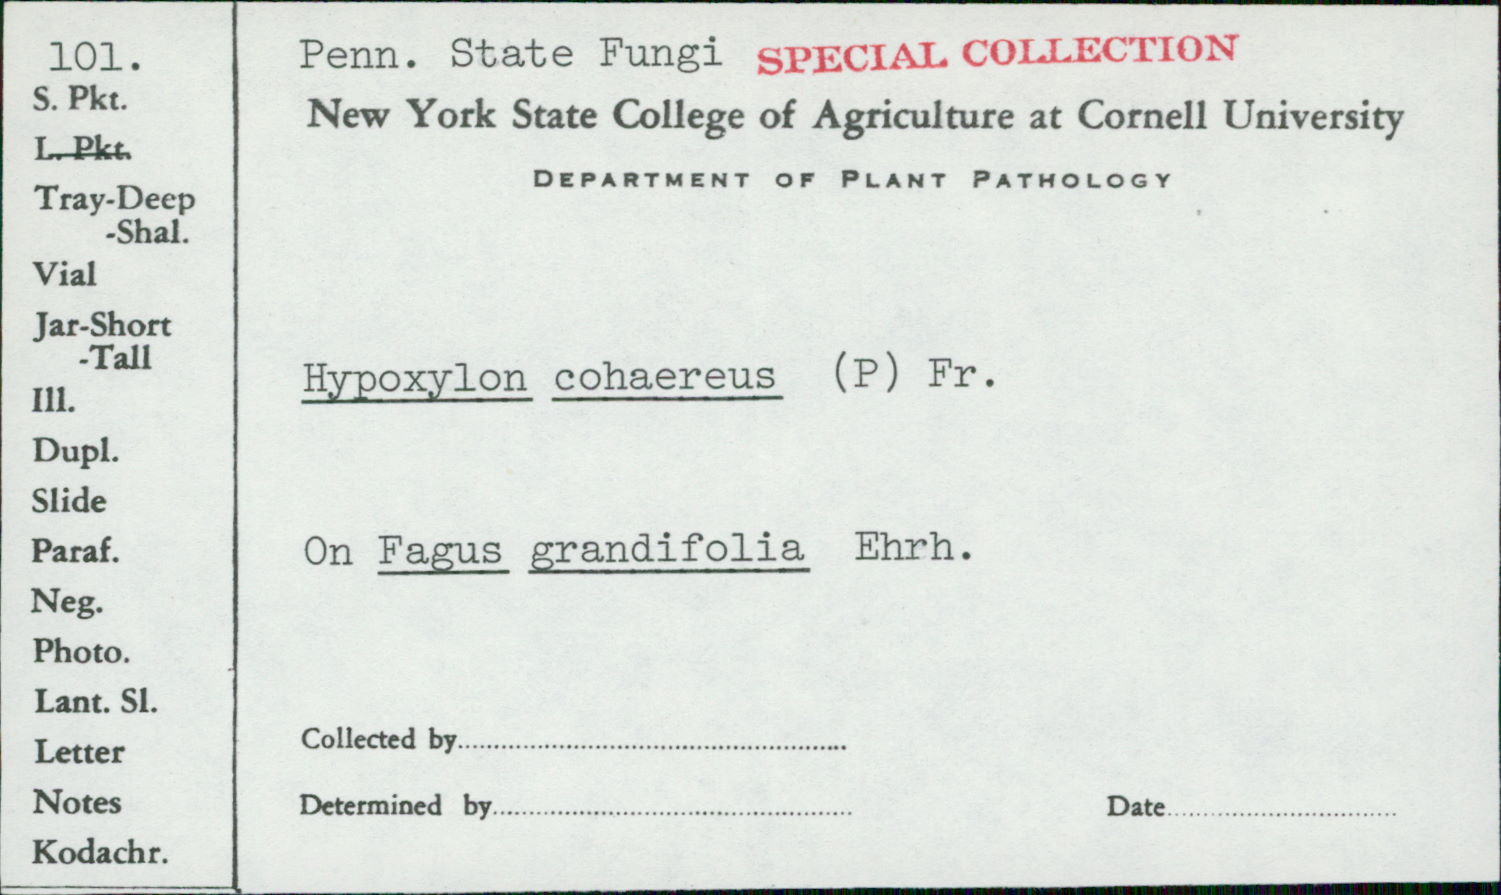 101.
S. Pkt.
L. Pkt.
Tray-Deep
-Shal.
Vial
Jar-Short
-Tall
Ill.
Dupl.
Slide
Paraf.
Neg.
Photo.
Lant. Sl.
Letter
Notes
Kodachr.
Penn. State Fungi SPECIAL COLLECTION
New York State College of Agriculture at Cornell University
DEPARTMENT OF PLANT PATHOLOGY
Hypoxylon cohaereus (P) Fr.
On Fagus grandifolia Ehrh.
Collected by
Determined by
Date